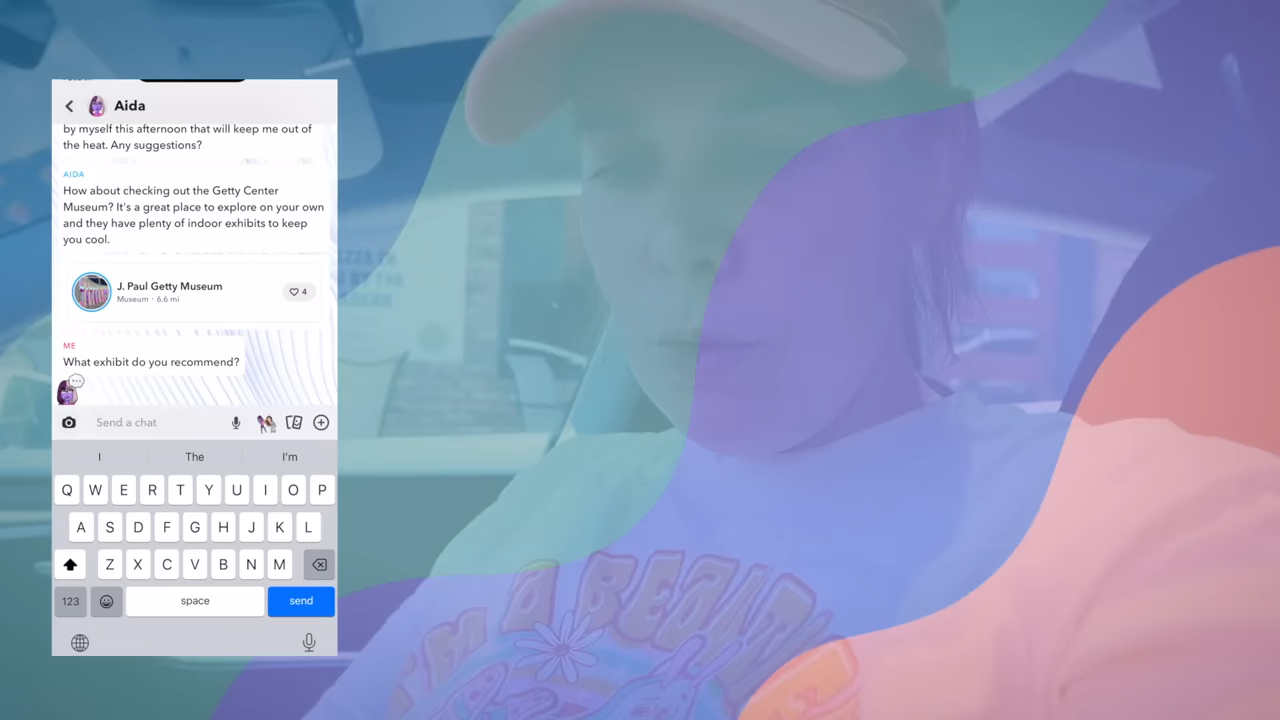 Aida
by myself this afternoon that will keep me out of
the heat. Any suggestions?
AIDA
How about checking out the Getty Center
Museum? It's a great place to explore on your own
and they have plenty of indoor exhibits to keep
you cool.
J. Paul Getty Museum
Museum · 6.6 mi
4
ME
What exhibit do you recommend?
Send a chat
I The I'm
Q W E R T Y U I O P
A S D F G H J K L
Z X C V B N M
123 space send
A BEAUN